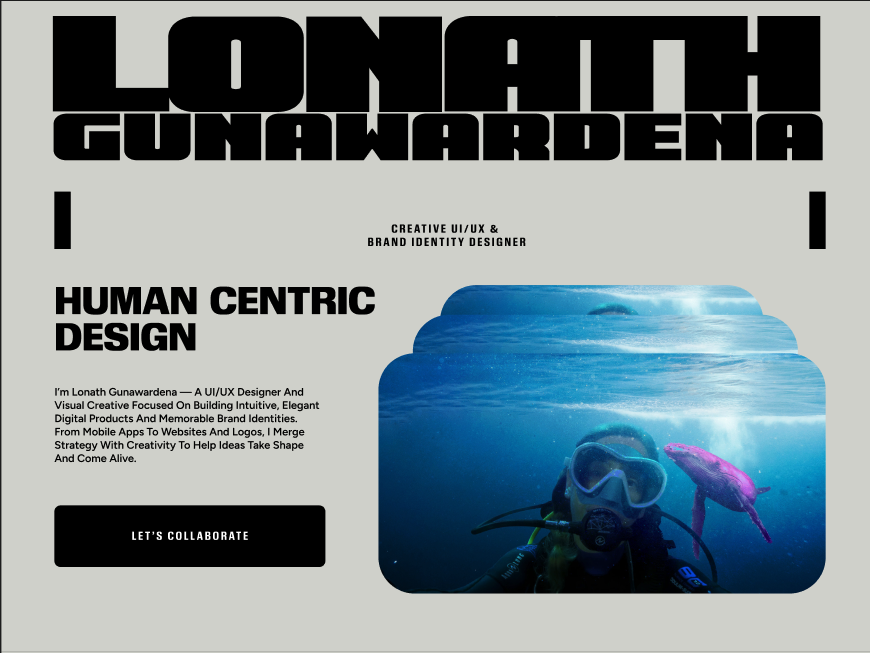 LONATH
GUNAWARDENA
CREATIVE UI/UX &
BRAND IDENTITY DESIGNER
HUMAN CENTRIC
DESIGN
I'm Lonath Gunawardena — A UI/UX Designer And
Visual Creative Focused On Building Intuitive, Elegant
Digital Products And Memorable Brand Identities.
From Mobile Apps To Websites And Logos, I Merge
Strategy With Creativity To Help Ideas Take Shape
And Come Alive.
LET'S COLLABORATE